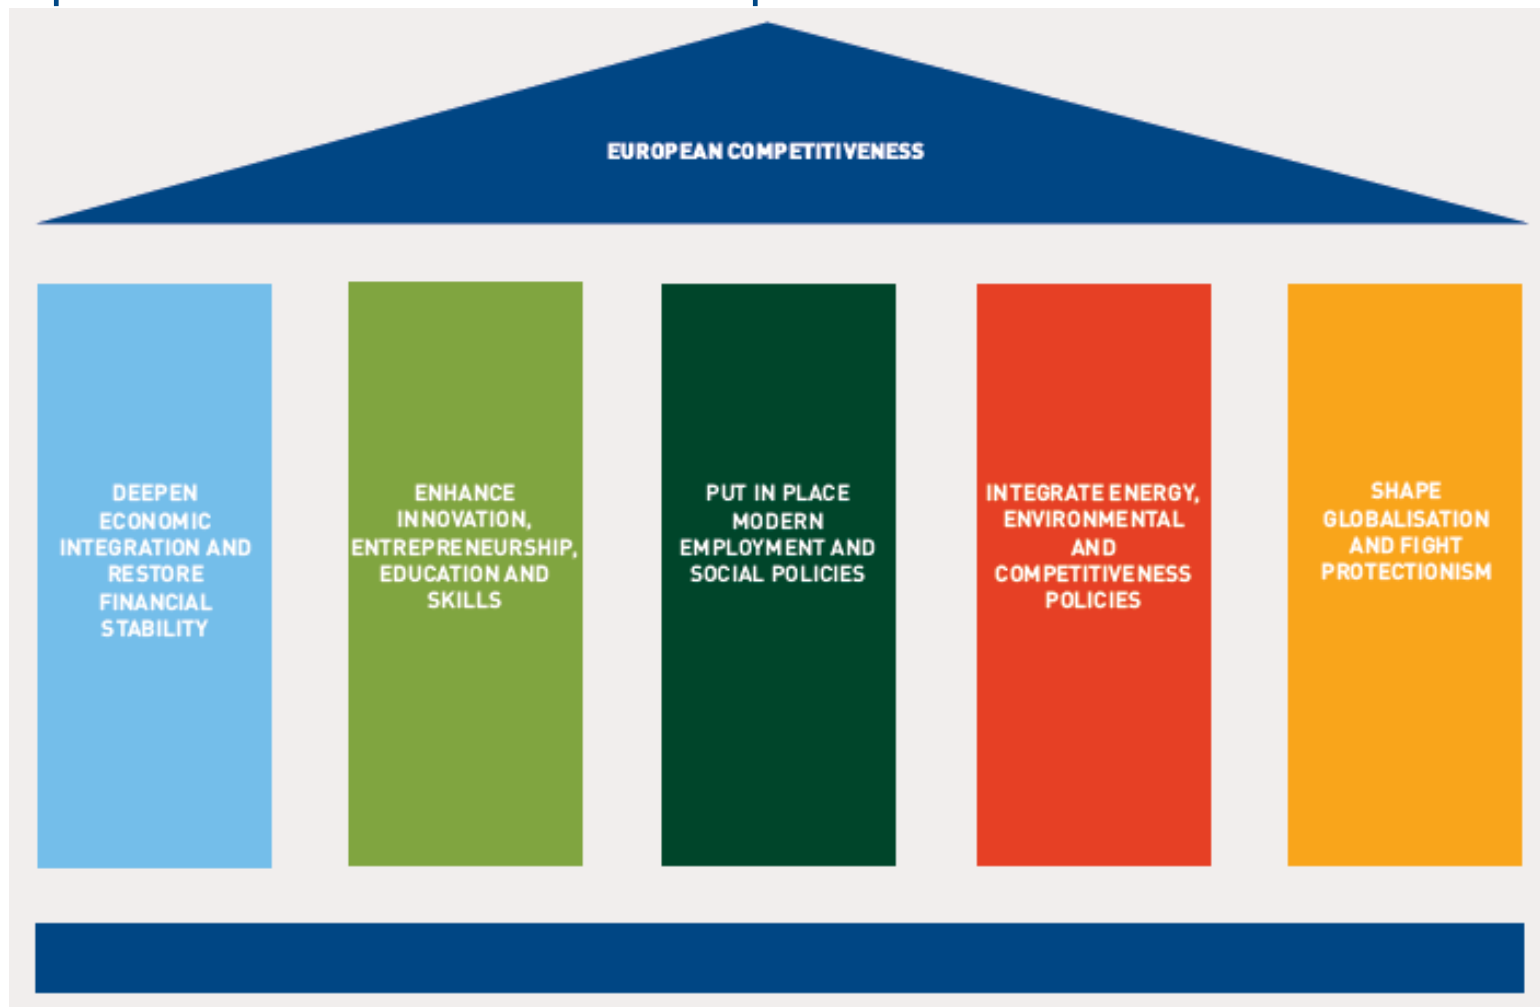 EUROPEAN COMPETITIVENESS
DEEPEN
ECONOMIC
INTEGRATION AND
RESTORE
FINANCIAL
STABILITY
ENHANCE
INNOVATION,
ENTREPRENEURSHIP,
EDUCATION AND
SKILLS
PUT IN PLACE
MODERN
EMPLOYMENT AND
SOCIAL POLICIES
INTEGRATE ENERGY,
ENVIRONMENTAL
AND
COMPETITIVENESS
POLICIES
SHAPE
GLOBALISATION
AND FIGHT
PROTECTIONISM